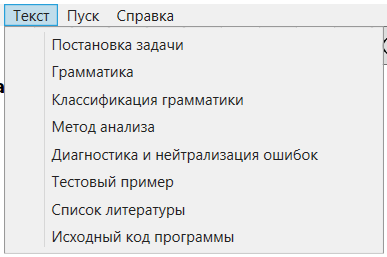 Текст Пуск Справка
Постановка задачи
Грамматика
Классификация грамматики
Метод анализа
Диагностика и нейтрализация ошибок
Тестовый пример
Список литературы
Исходный код программы